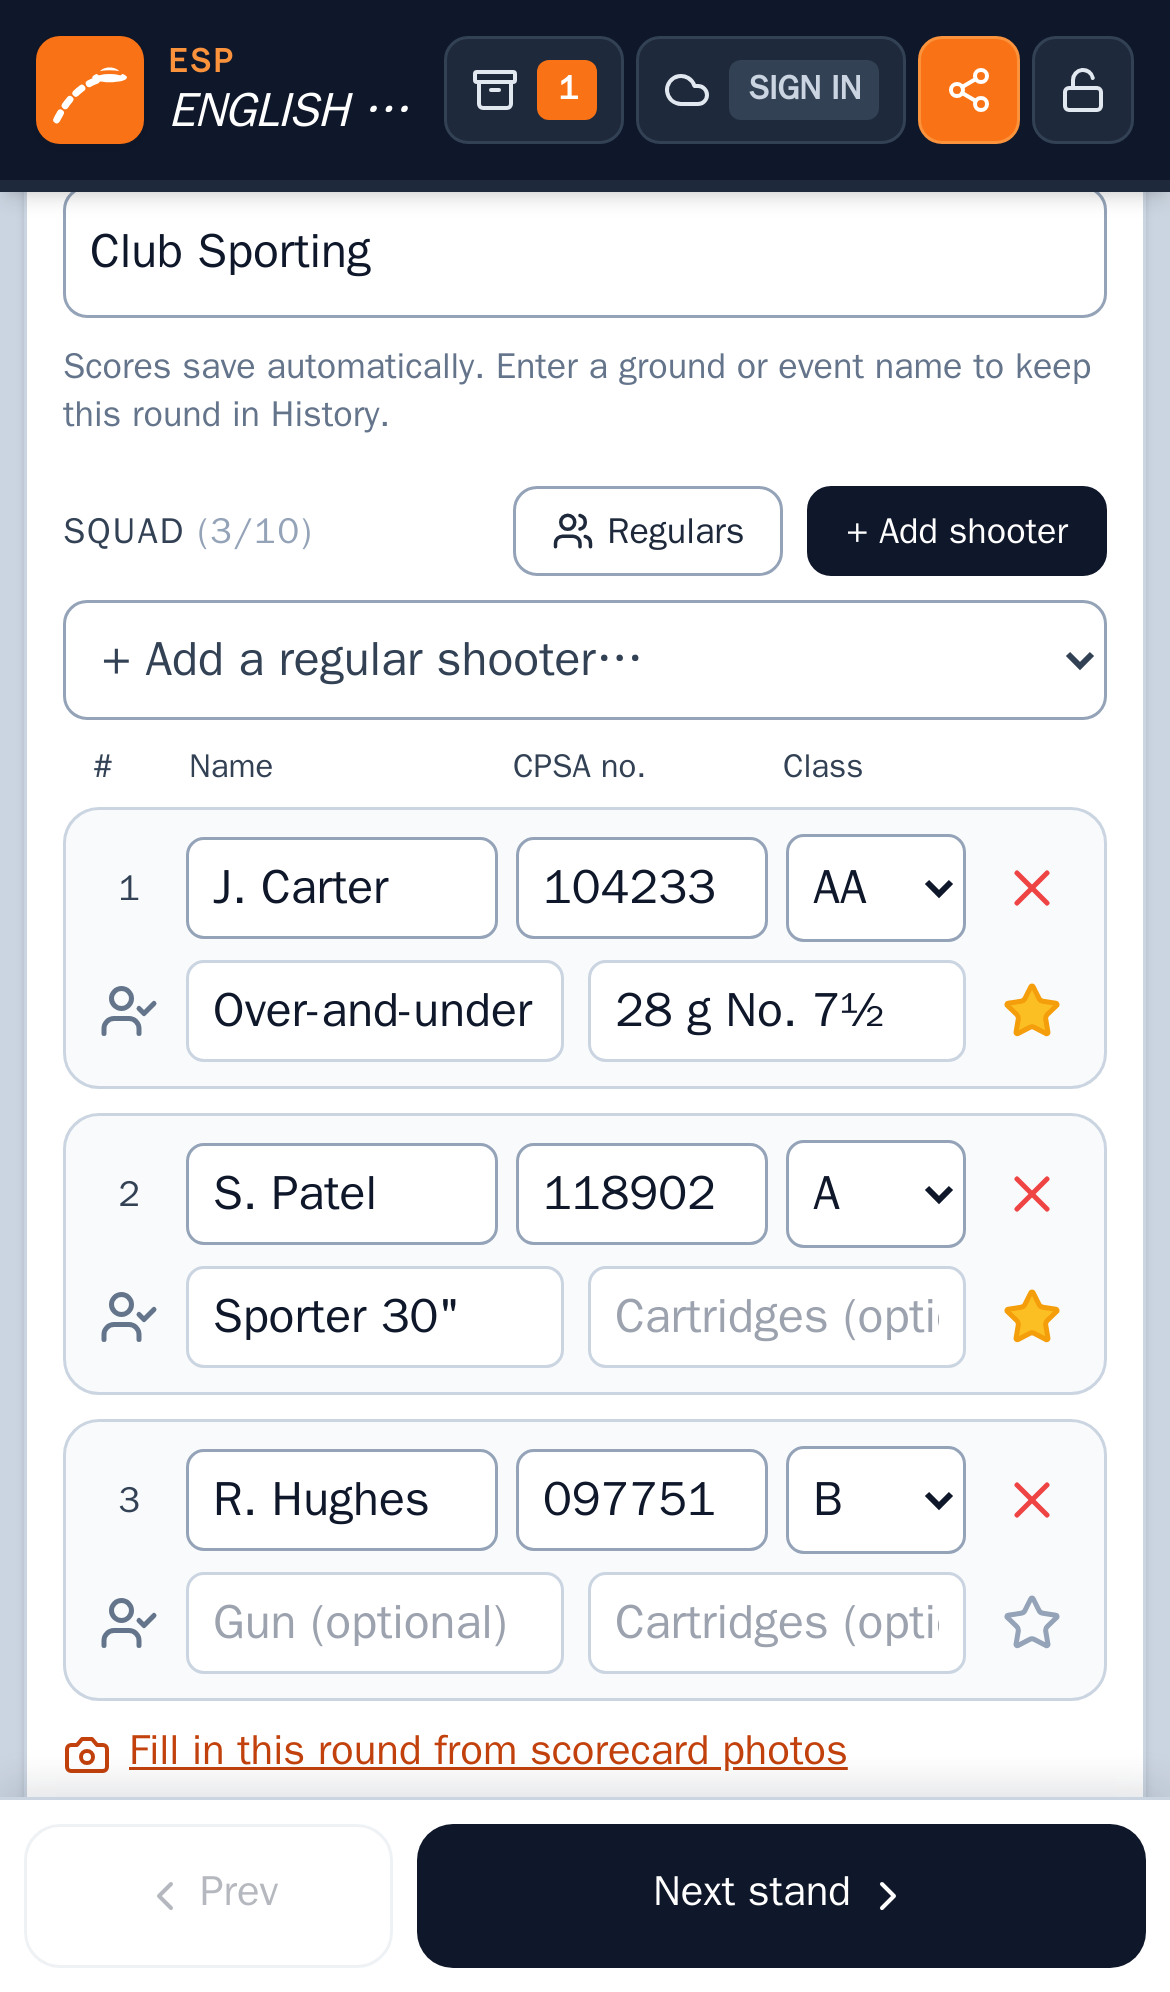 ESP
ENGLISH ···
1
SIGN IN
Club Sporting
Scores save automatically. Enter a ground or event name to keep
this round in History.
SQUAD (3/10)
Regulars
+ Add shooter
+ Add a regular shooter···
# Name CPSA no. Class
1 J. Carter 104233 AA
Over-and-under 28 g No. 7½
2 S. Patel 118902 A
Sporter 30" Cartridges (opti
3 R. Hughes 097751 B
Gun (optional) Cartridges (opti
Fill in this round from scorecard photos
Prev
Next stand